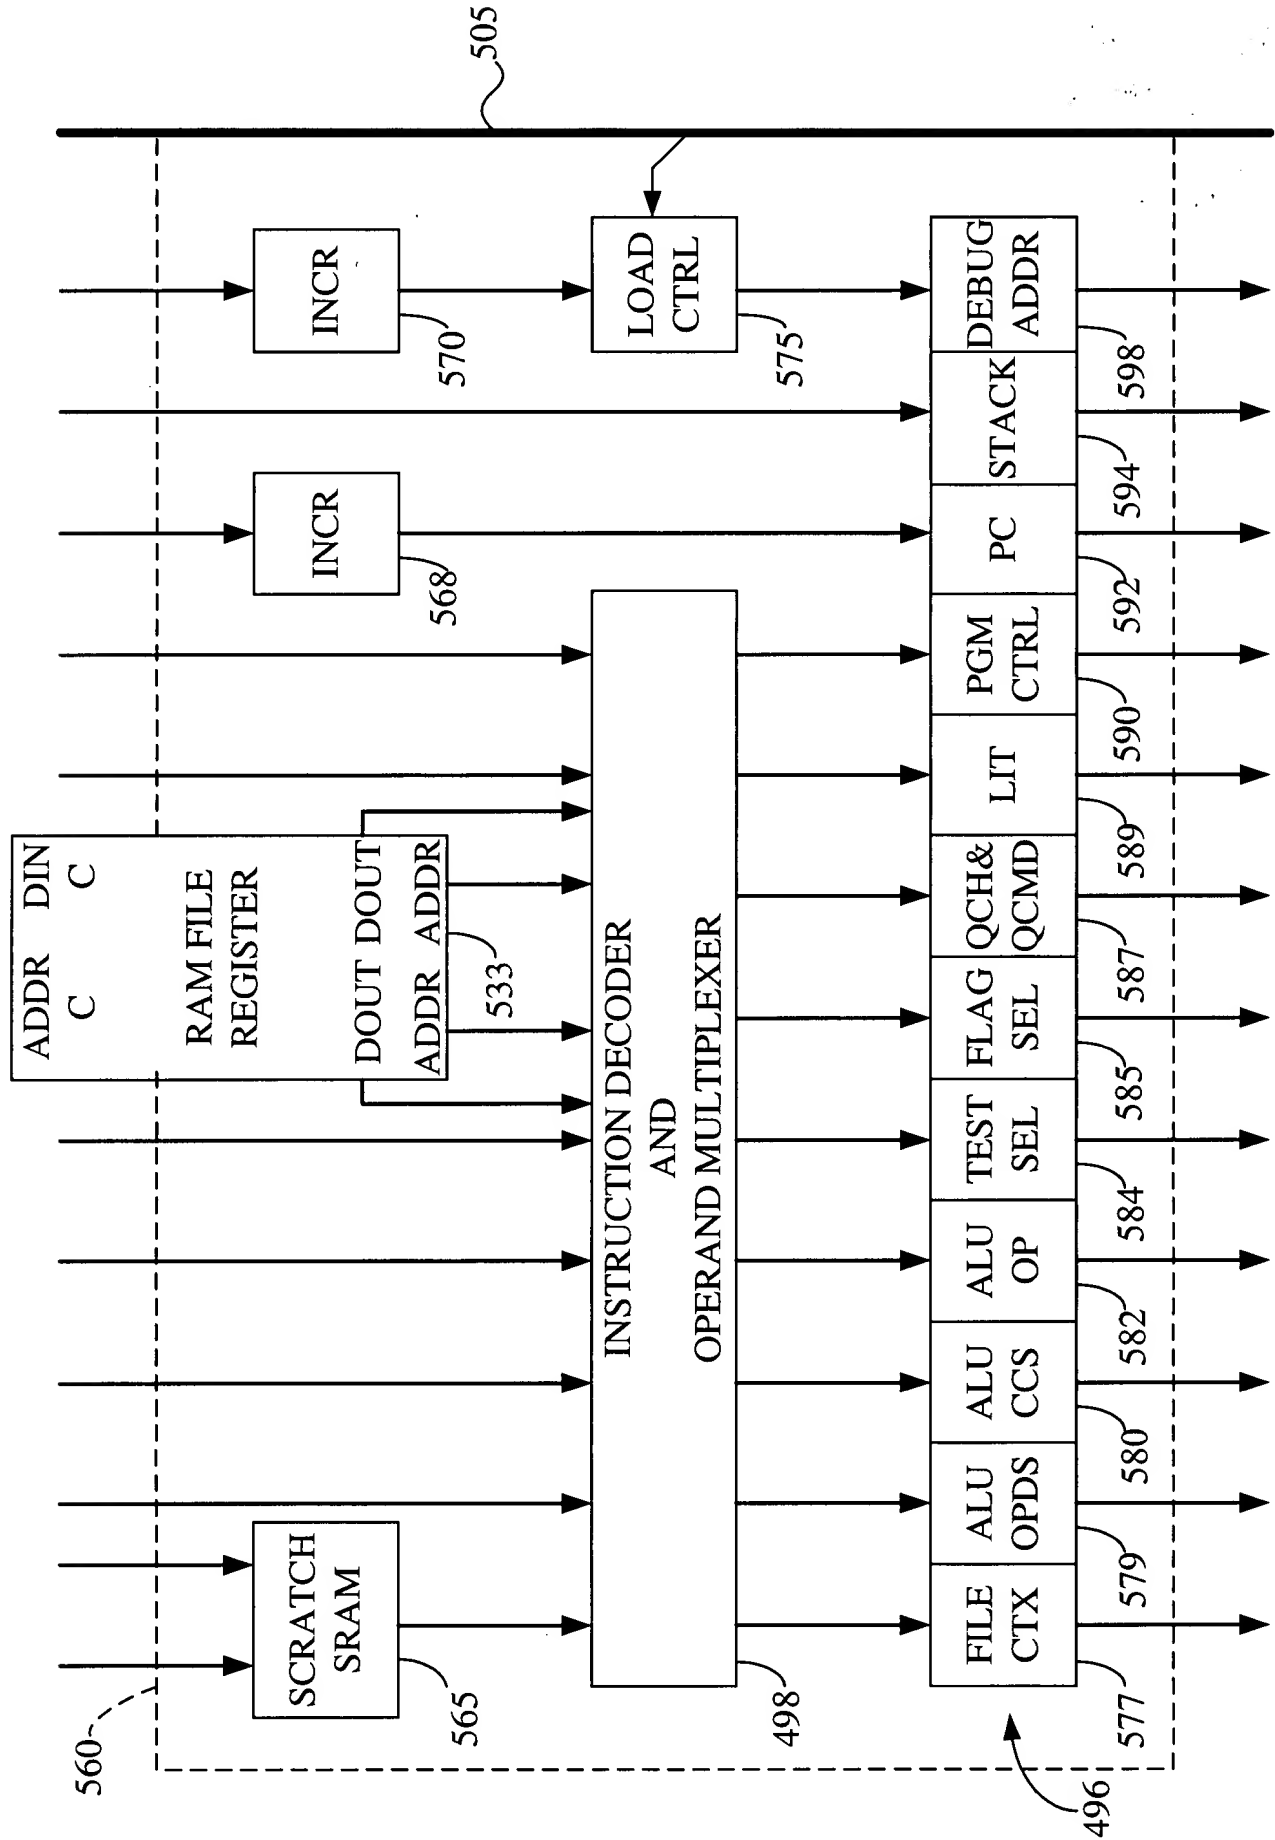 505
560
ADDR DIN
C C
RAM FILE
REGISTER
DOUT DOUT
ADDR ADDR
533
SCRATCH
SRAM
565
INCR
568
INCR
570
INSTRUCTION DECODER
AND
OPERAND MULTIPLEXER
498
LOAD
CTRL
575
496
FILE
CTX
577
ALU
OPDS
579
ALU
CCS
580
ALU
OP
582
TEST
SEL
584
FLAG
SEL
585
QCH&
QCMD
587
LIT
589
PGM
CTRL
590
PC
592
STACK
594
DEBUG
ADDR
598